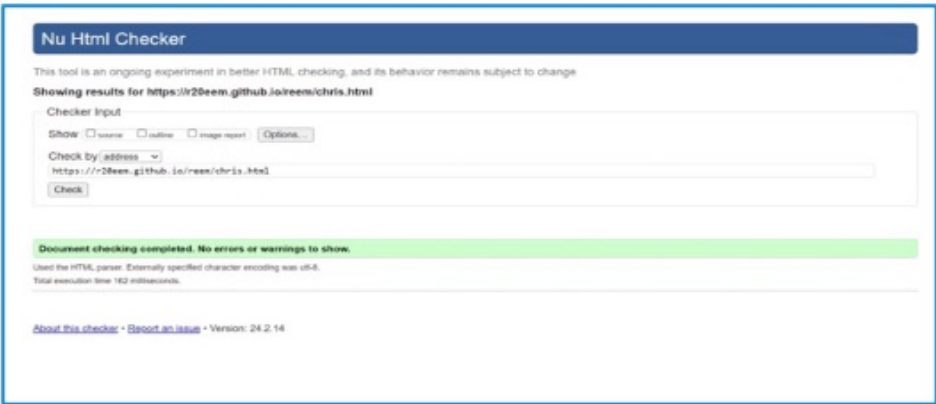 Nu Html Checker
This tool is an ongoing experiment in better HTML checking, and its behavior remains subject to change
Showing results for https://r20eem.github.io/reem/chris.html
Checker Input
Show source outline image report Options...
Check by address
https://r20eem.github.io/reem/chris.html
Check
Document checking completed. No errors or warnings to show.
Used the HTML parser. Externally specified character encoding was utf-8.
Total execution time 162 milliseconds.
About this checker • Report an issue • Version: 24.2.14